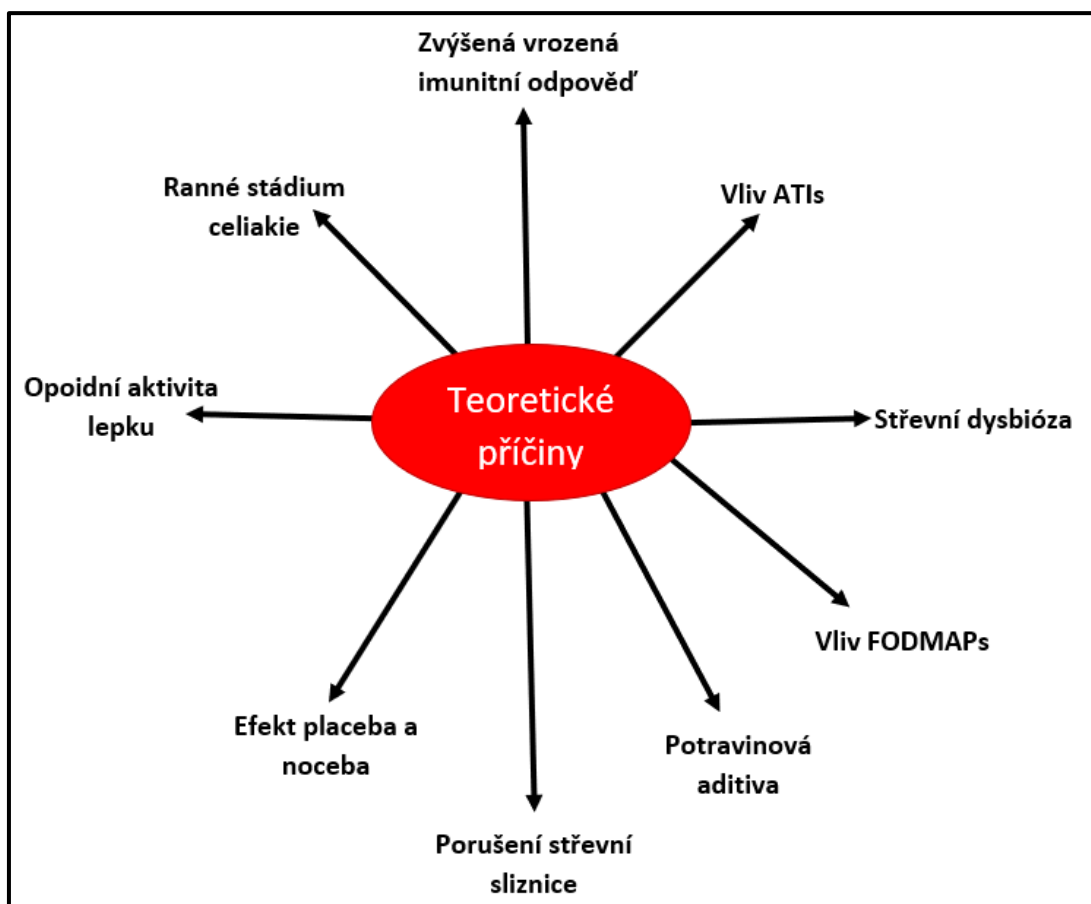 Zvýšená vrozená
imunitní odpověď
Ranné stádium
celiakie
Vliv ATIs
Opoidní aktivita
lepku
Teoretické
příčiny
Střevní dysbióza
Vliv FODMAPs
Efekt placeba a
noceba
Potravinová
aditiva
Porušení střevní
sliznice